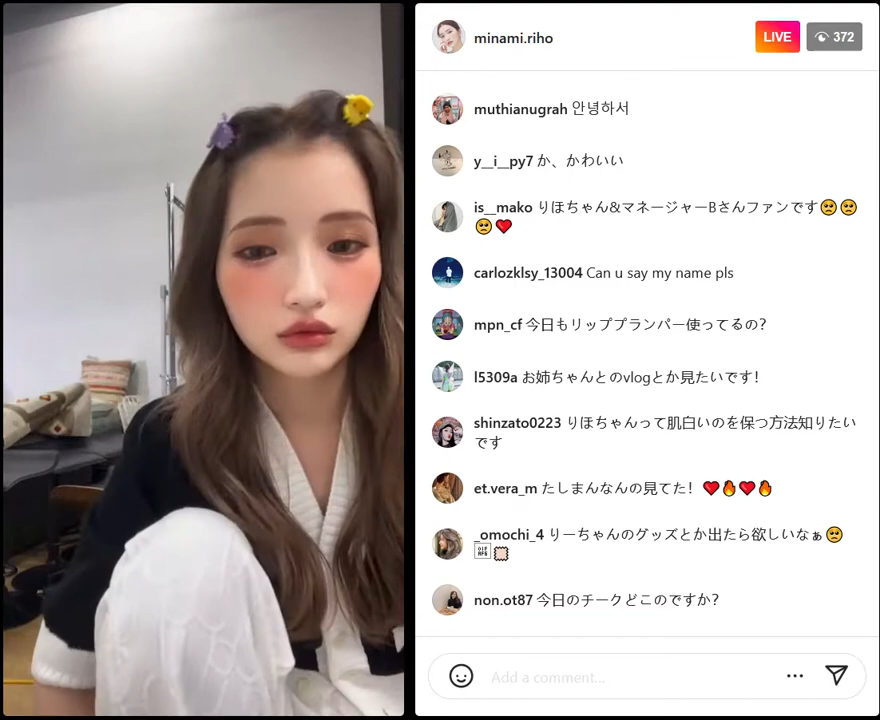 minami.riho
LIVE 372
muthianugrah 안녕하서
y__i__py7 か、かわいい
is__mako りほちゃん&マネージャーBさんファンです🥺🥺
🥺❤️
carlozklsy_13004 Can u say my name pls
mpn_cf 今日もリッププランパー使ってるの?
l5309a お姉ちゃんとのvlogとか見たいです!
shinzato0223 りほちゃんって肌白いのを保つ方法知りたい
です
et.vera_m たしまんなんの見てた! ❤️🔥❤️🔥
_omochi_4 りーちゃんのグッズとか出たら欲しいなぁ🥺
non.ot87 今日のチークどこのですか?
Add a comment...